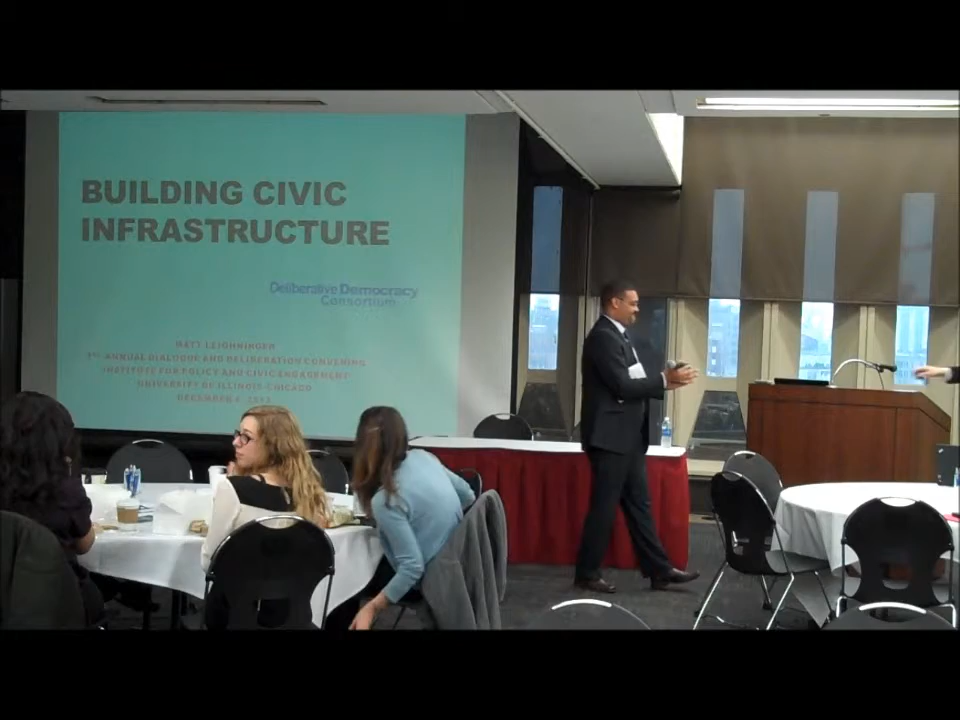 BUILDING CIVIC
INFRASTRUCTURE
Deliberative Democracy
Consortium
MATT LEIGHNINGER
ANNUAL DIALOGUE AND DELIBERATION CONVENING
INSTITUTE FOR POLICY AND CIVIC ENGAGEMENT
UNIVERSITY OF ILLINOIS-CHICAGO
DECEMBER